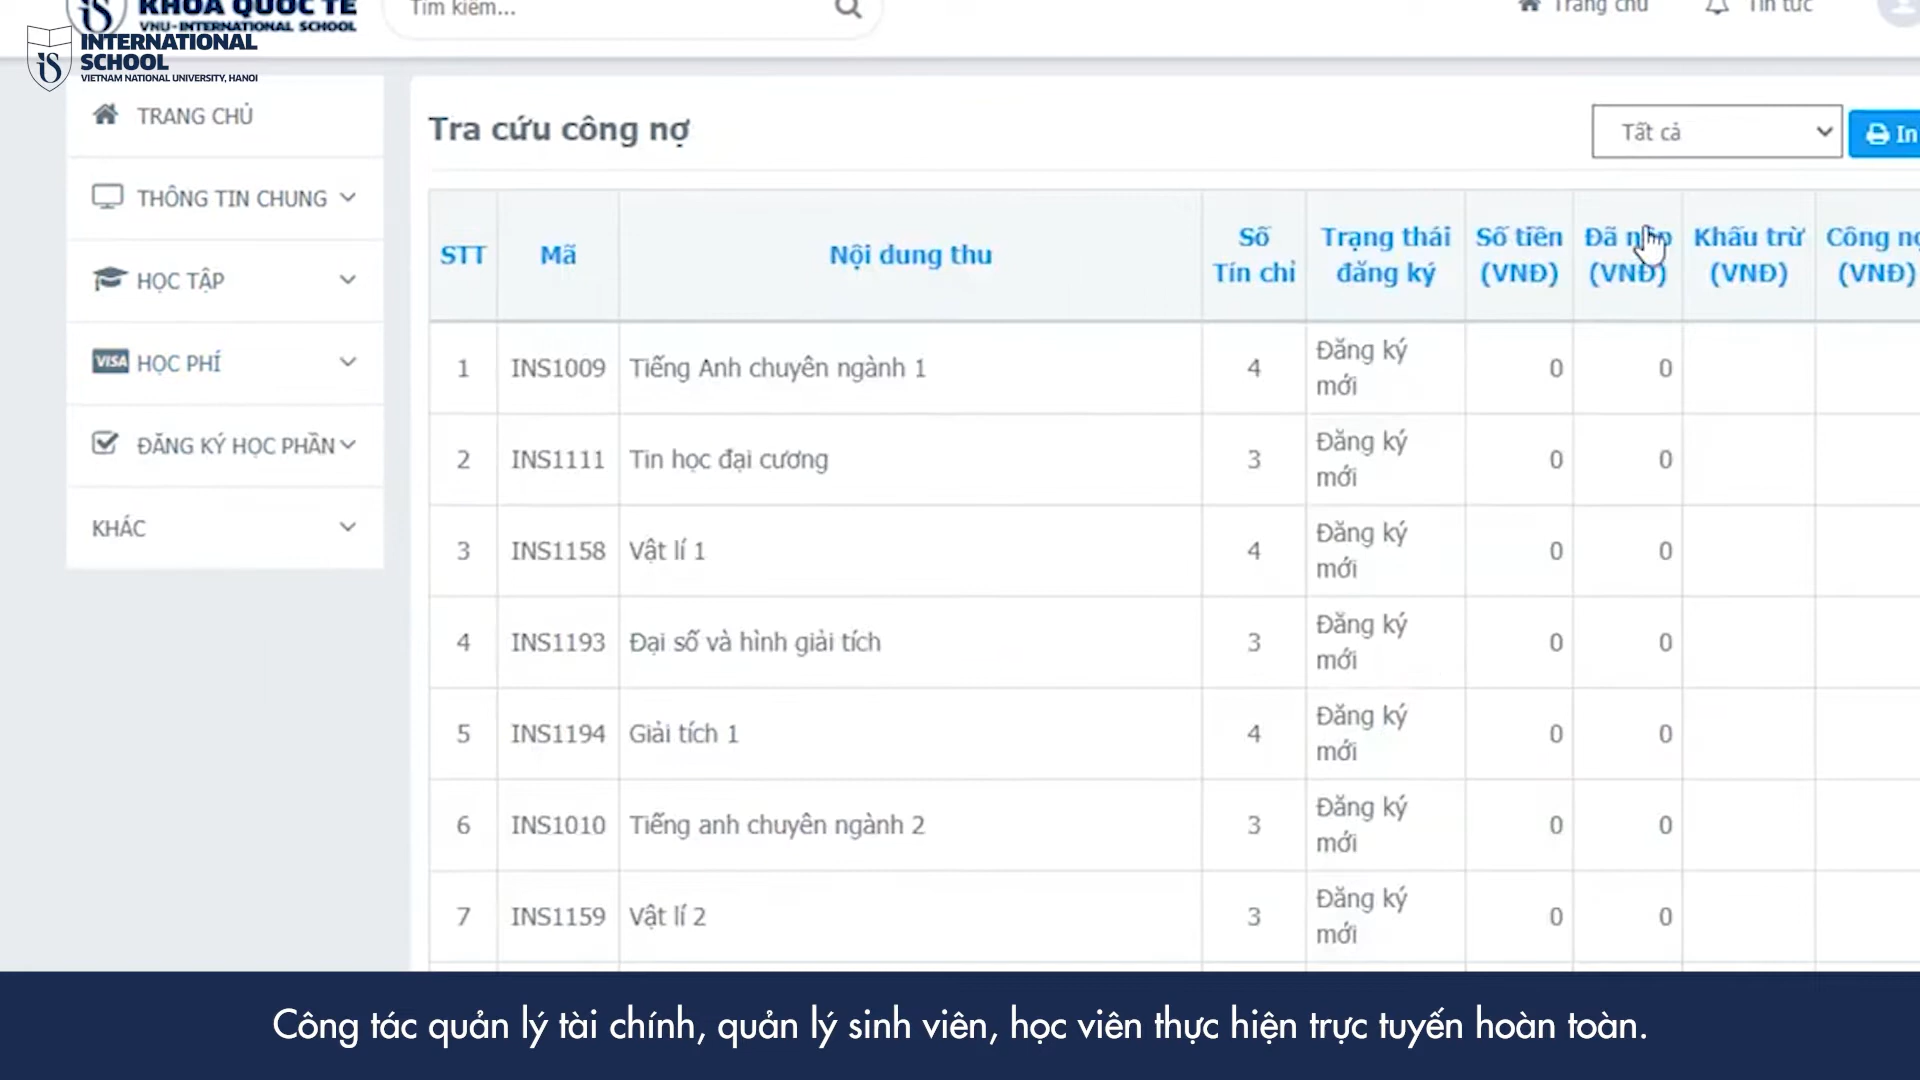 KHOA QUỐC TẾ
VNU-INTERNATIONAL SCHOOL
INTERNATIONAL
SCHOOL
VIETNAM NATIONAL UNIVERSITY, HANOI
Tìm kiếm...
Trang chủ
Tin tức
TRANG CHỦ
THÔNG TIN CHUNG
HỌC TẬP
VISA HỌC PHÍ
ĐĂNG KÝ HỌC PHẦN
KHÁC
Tra cứu công nợ
Tất cả
In
STT Mã Nội dung thu Số Tín chỉ Trạng thái đăng ký Số tiền (VNĐ) Đã nộp (VNĐ) Khấu trừ (VNĐ) Công nợ (VNĐ)
1 INS1009 Tiếng Anh chuyên ngành 1 4 Đăng ký mới 0 0
2 INS1111 Tin học đại cương 3 Đăng ký mới 0 0
3 INS1158 Vật lí 1 4 Đăng ký mới 0 0
4 INS1193 Đại số và hình giải tích 3 Đăng ký mới 0 0
5 INS1194 Giải tích 1 4 Đăng ký mới 0 0
6 INS1010 Tiếng anh chuyên ngành 2 3 Đăng ký mới 0 0
7 INS1159 Vật lí 2 3 Đăng ký mới 0 0
Công tác quản lý tài chính, quản lý sinh viên, học viên thực hiện trực tuyến hoàn toàn.